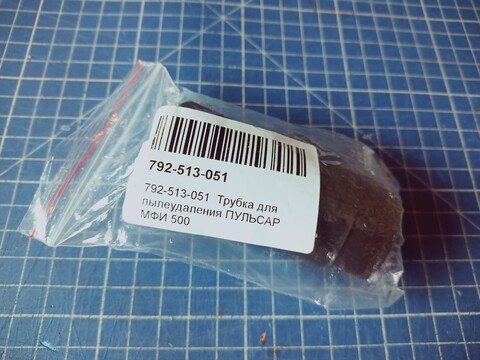 792-513-051
792-513-051 Трубка для
пылеудаления ПУЛЬСАР
МФИ 500